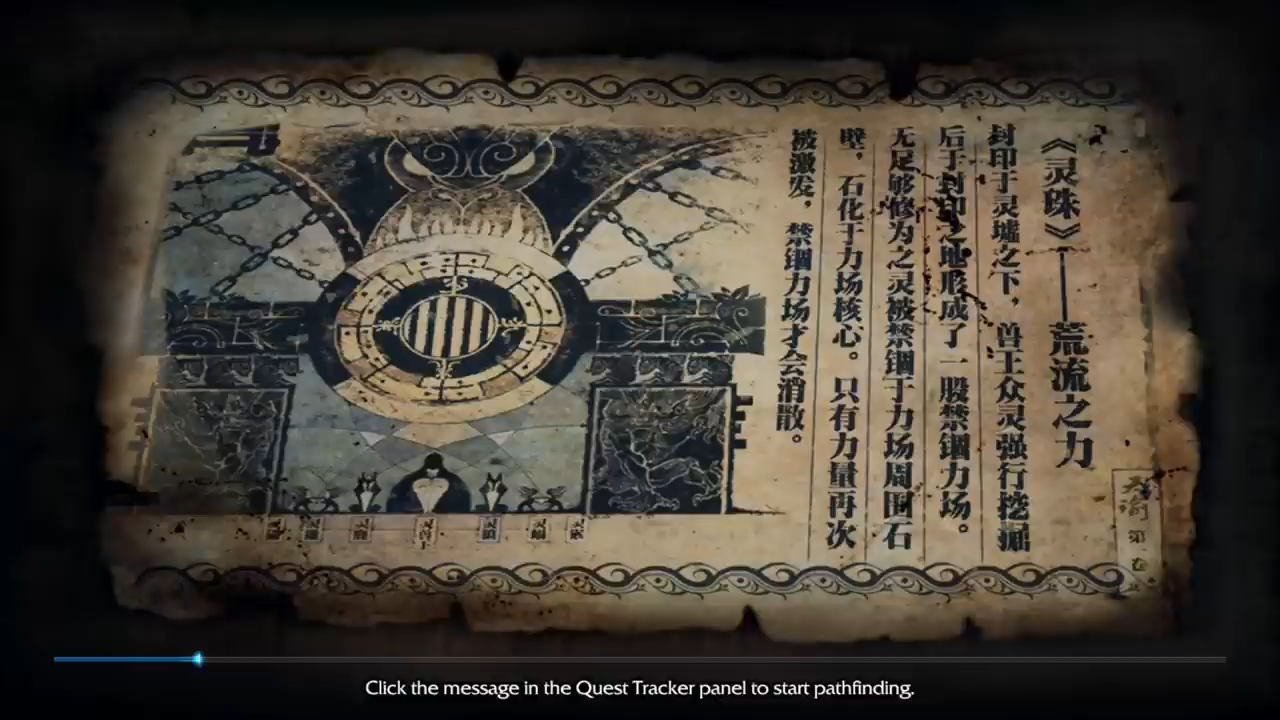 《灵珠》——荒流之力
封印于灵墟之下，兽王众灵强行挖掘
后于封印之地形成了一股禁锢力场。
无足够修为之灵被禁锢于力场周围石
壁，石化于力场核心。只有力量再次
被激发，禁锢力场才会消散。
第
Click the message in the Quest Tracker panel to start pathfinding.